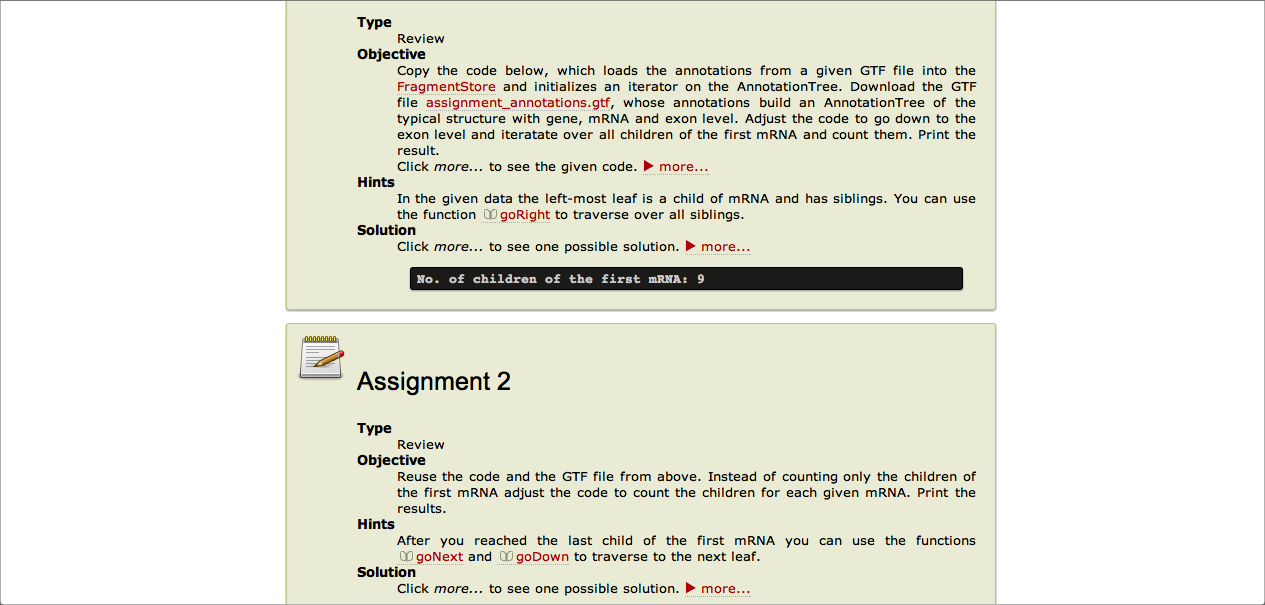 Type
Review
Objective
Copy the code below, which loads the annotations from a given GTF file into the
FragmentStore and initializes an iterator on the AnnotationTree. Download the GTF
file assignment_annotations.gtf, whose annotations build an AnnotationTree of the
typical structure with gene, mRNA and exon level. Adjust the code to go down to the
exon level and iteratate over all children of the first mRNA and count them. Print the
result.
Click more... to see the given code. ▶ more...
Hints
In the given data the left-most leaf is a child of mRNA and has siblings. You can use
the function goRight to traverse over all siblings.
Solution
Click more... to see one possible solution. ▶ more...
No. of children of the first mRNA: 9
Assignment 2
Type
Review
Objective
Reuse the code and the GTF file from above. Instead of counting only the children of
the first mRNA adjust the code to count the children for each given mRNA. Print the
results.
Hints
After you reached the last child of the first mRNA you can use the functions
goNext and goDown to traverse to the next leaf.
Solution
Click more... to see one possible solution. ▶ more...